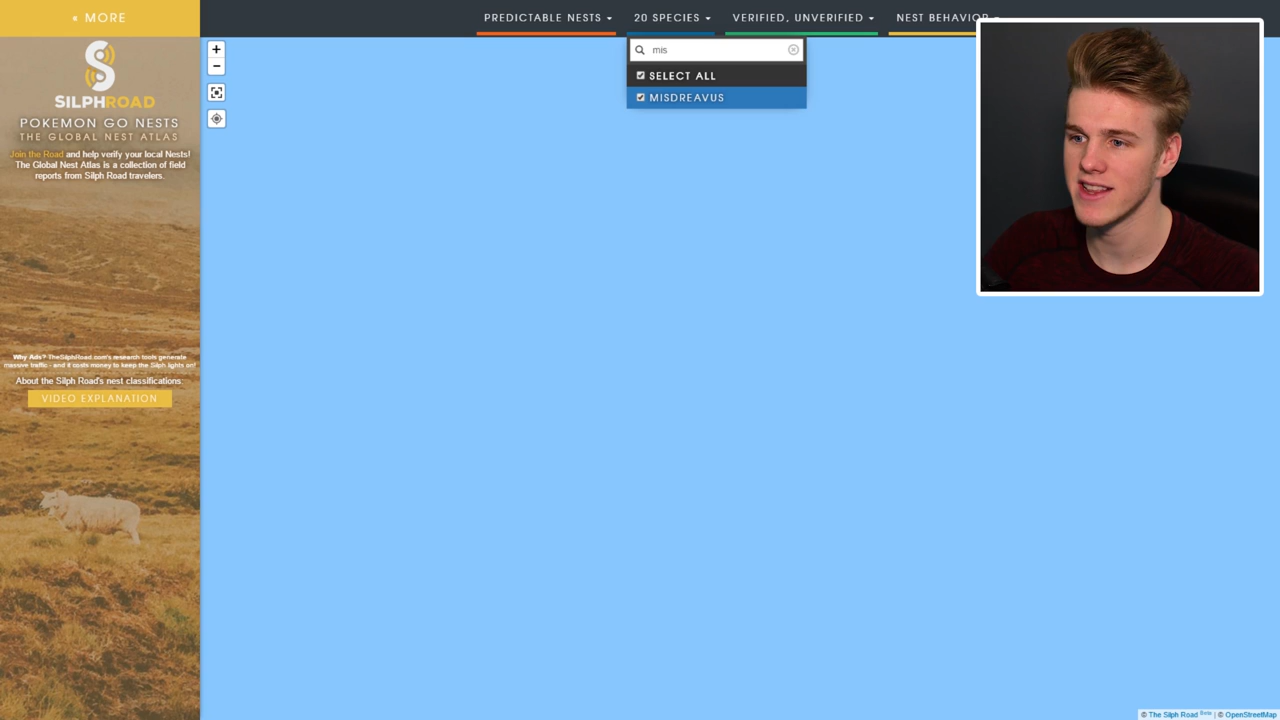 « MORE
PREDICTABLE NESTS
20 SPECIES
VERIFIED, UNVERIFIED
NEST BEHAVIOR
mis
SELECT ALL
MISDREAVUS
+
−
SILPHROAD
POKEMON GO NESTS
THE GLOBAL NEST ATLAS
Join the Road and help verify your local Nests!
The Global Nest Atlas is a collection of field
reports from Silph Road travelers.
Why Ads? TheSilphRoad.com's research tools generate
massive traffic - and it costs money to keep the Silph lights on!
About the Silph Road's nest classifications:
VIDEO EXPLANATION
© The Silph Road Beta | © OpenStreetMap